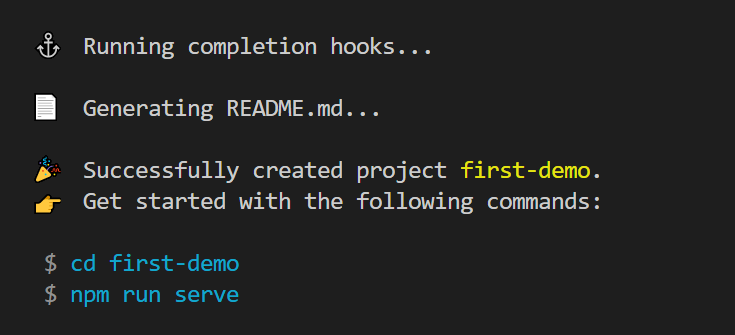 ⚓ Running completion hooks...
📄 Generating README.md...
🎉 Successfully created project first-demo.
👉 Get started with the following commands:
$ cd first-demo
$ npm run serve